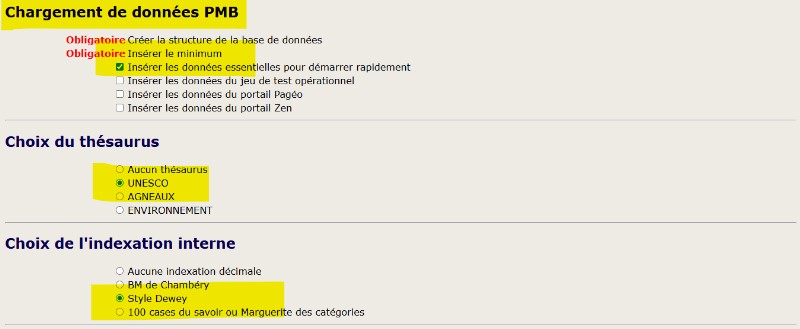 Chargement de données PMB
Obligatoire Créer la structure de la base de données
Obligatoire Insérer le minimum
Insérer les données essentielles pour démarrer rapidement
Insérer les données du jeu de test opérationnel
Insérer les données du portail Pagéo
Insérer les données du portail Zen
Choix du thésaurus
Aucun thésaurus
UNESCO
AGNEAUX
ENVIRONNEMENT
Choix de l'indexation interne
Aucune indexation décimale
BM de Chambéry
Style Dewey
100 cases du savoir ou Marguerite des catégories